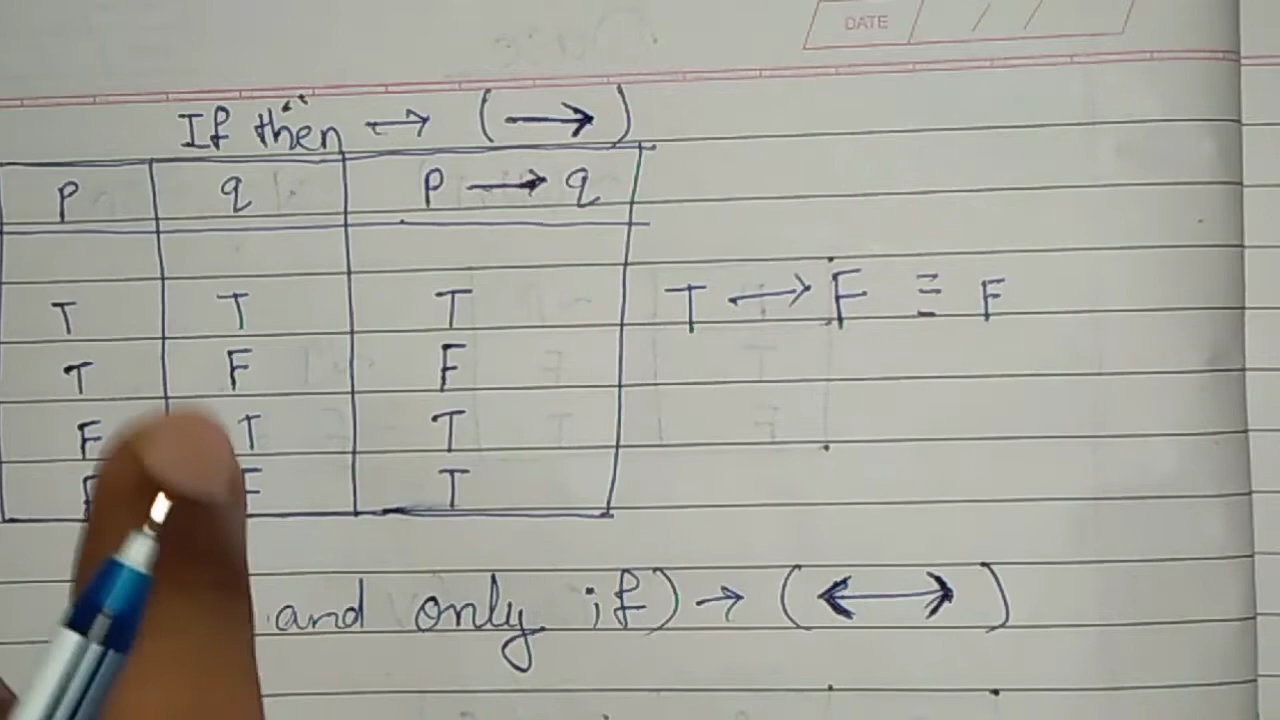 DATE / /
If then → (→)
p q p → q
T T T T → F ≡ F
T F F
F T T
F F T
and only if) → (↔)